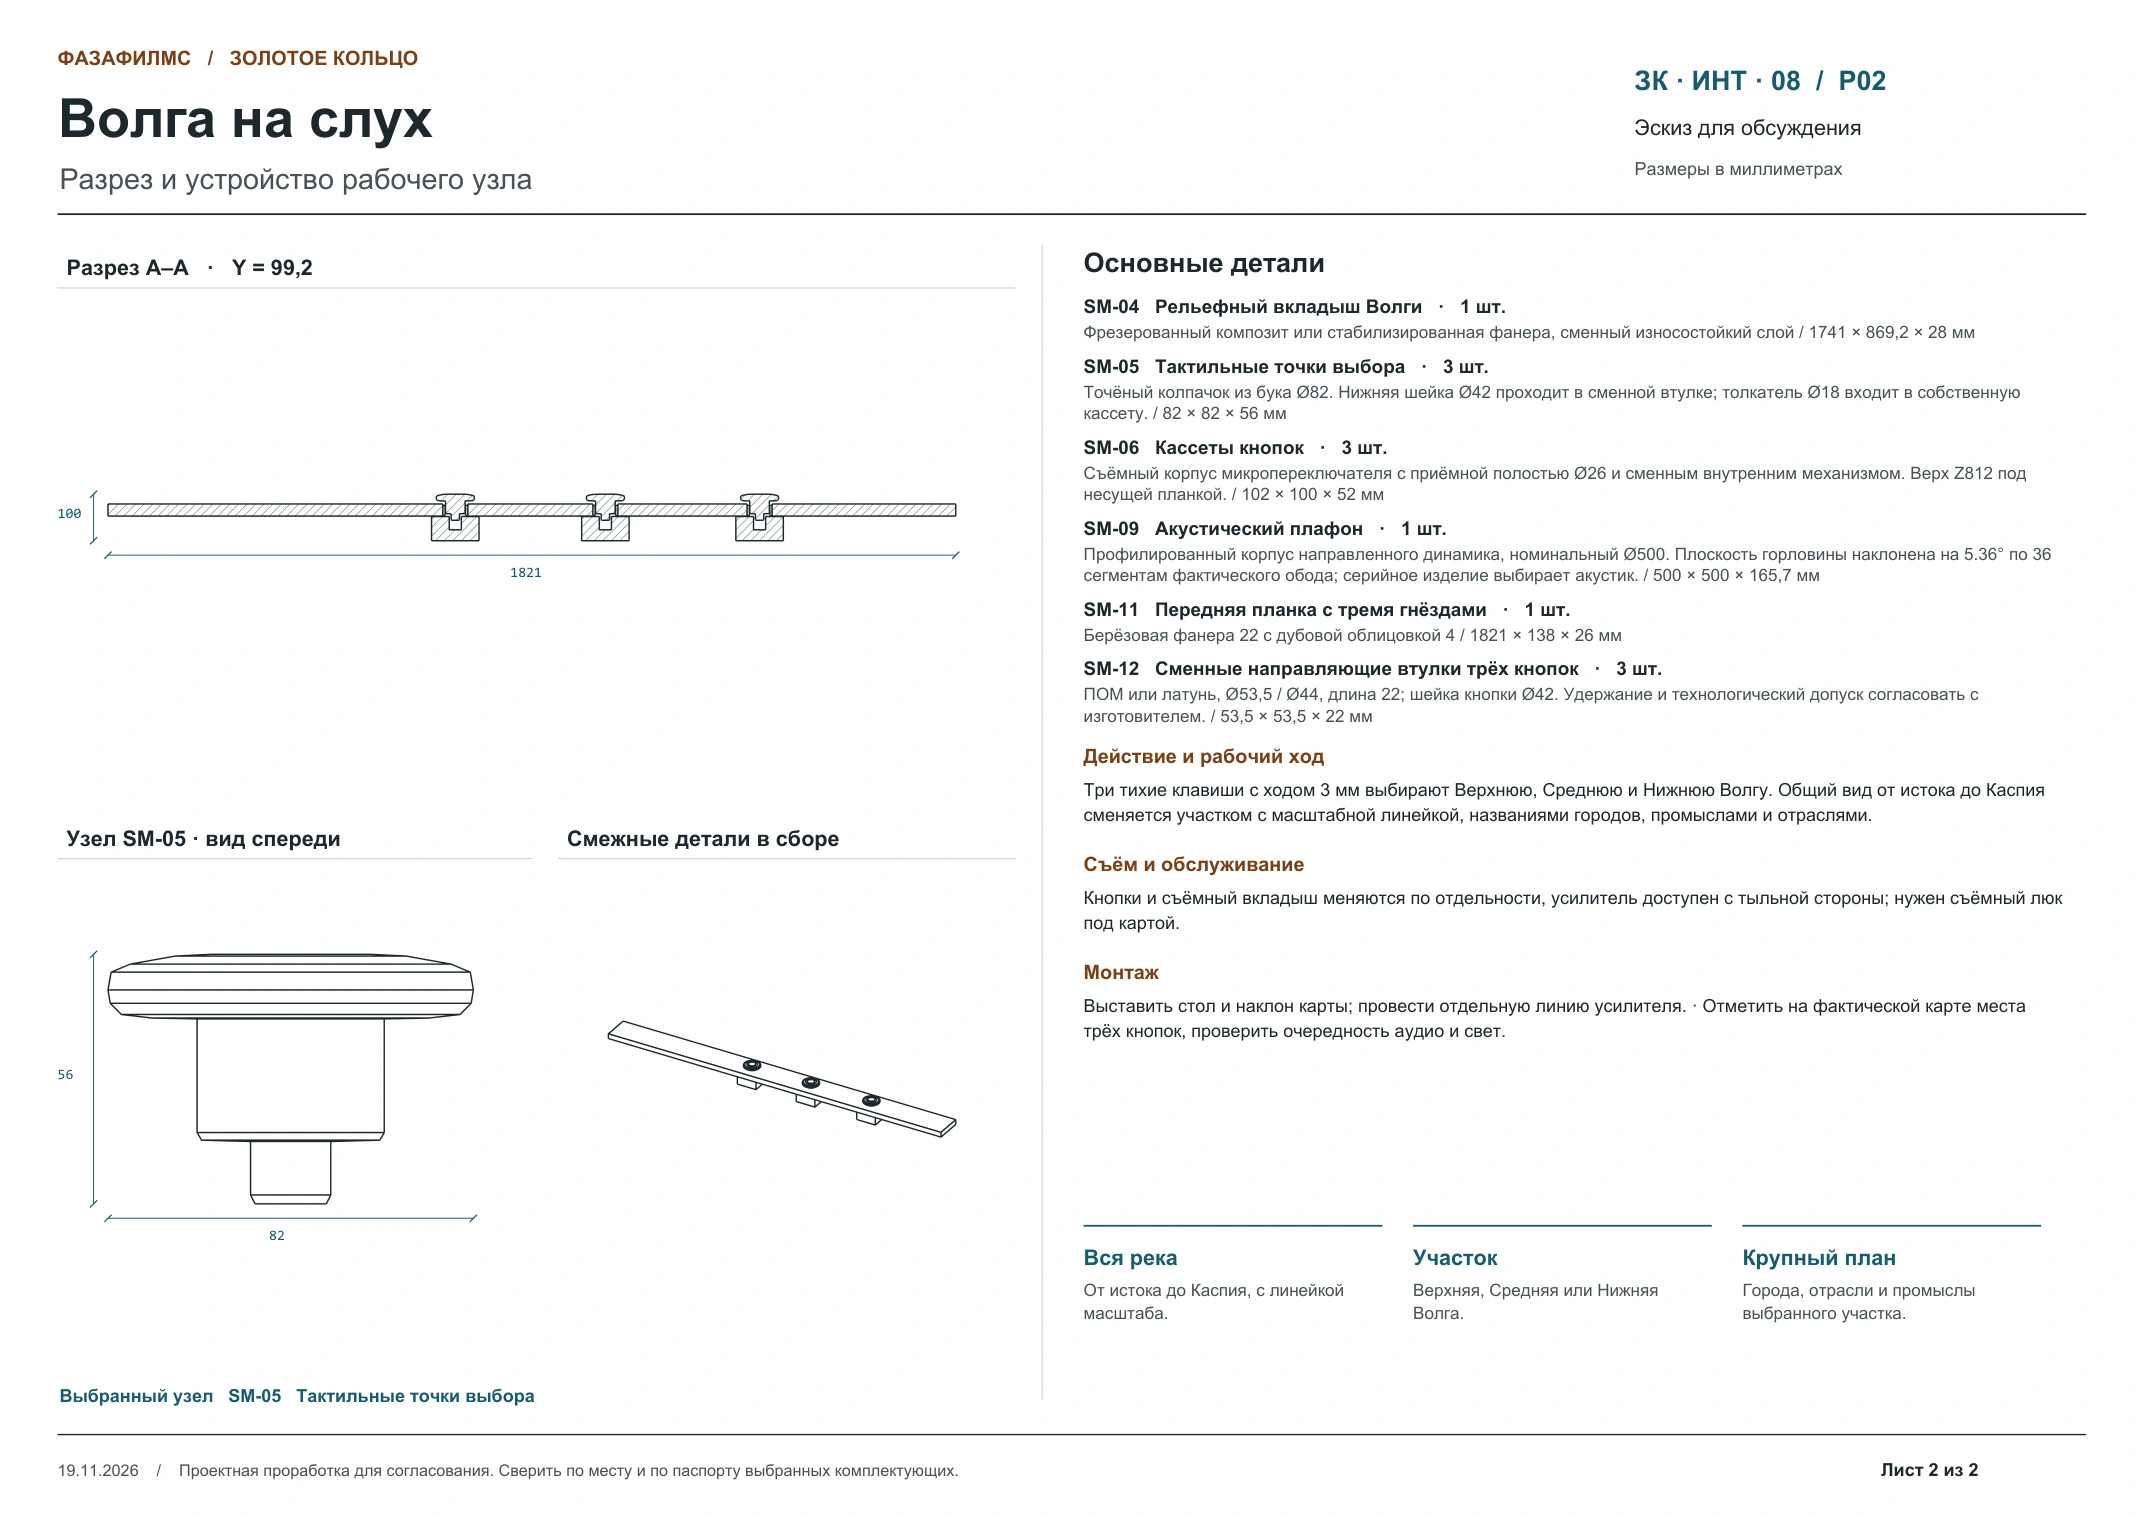 ФАЗАФИЛМС / ЗОЛОТОЕ КОЛЬЦО
Волга на слух
Разрез и устройство рабочего узла
ЗК · ИНТ · 08 / P02
Эскиз для обсуждения
Размеры в миллиметрах
Разрез А–А · Y = 99,2
100
1821
Узел SM-05 · вид спереди
Смежные детали в сборе
56
82
Выбранный узел SM-05 Тактильные точки выбора
Основные детали
SM-04 Рельефный вкладыш Волги · 1 шт.
Фрезерованный композит или стабилизированная фанера, сменный износостойкий слой / 1741 × 869,2 × 28 мм
SM-05 Тактильные точки выбора · 3 шт.
Точёный колпачок из бука Ø82. Нижняя шейка Ø42 проходит в сменной втулке; толкатель Ø18 входит в собственную
кассету. / 82 × 82 × 56 мм
SM-06 Кассеты кнопок · 3 шт.
Съёмный корпус микропереключателя с приёмной полостью Ø26 и сменным внутренним механизмом. Верх Z812 под
несущей планкой. / 102 × 100 × 52 мм
SM-09 Акустический плафон · 1 шт.
Профилированный корпус направленного динамика, номинальный Ø500. Плоскость горловины наклонена на 5.36° по 36
сегментам фактического обода; серийное изделие выбирает акустик. / 500 × 500 × 165,7 мм
SM-11 Передняя планка с тремя гнёздами · 1 шт.
Берёзовая фанера 22 с дубовой облицовкой 4 / 1821 × 138 × 26 мм
SM-12 Сменные направляющие втулки трёх кнопок · 3 шт.
ПОМ или латунь, Ø53,5 / Ø44, длина 22; шейка кнопки Ø42. Удержание и технологический допуск согласовать с
изготовителем. / 53,5 × 53,5 × 22 мм
Действие и рабочий ход
Три тихие клавиши с ходом 3 мм выбирают Верхнюю, Среднюю и Нижнюю Волгу. Общий вид от истока до Каспия
сменяется участком с масштабной линейкой, названиями городов, промыслами и отраслями.
Съём и обслуживание
Кнопки и съёмный вкладыш меняются по отдельности, усилитель доступен с тыльной стороны; нужен съёмный люк
под картой.
Монтаж
Выставить стол и наклон карты; провести отдельную линию усилителя. · Отметить на фактической карте места
трёх кнопок, проверить очередность аудио и свет.
Вся река
От истока до Каспия, с линейкой
масштаба.
Участок
Верхняя, Средняя или Нижняя
Волга.
Крупный план
Города, отрасли и промыслы
выбранного участка.
19.11.2026 / Проектная проработка для согласования. Сверить по месту и по паспорту выбранных комплектующих.
Лист 2 из 2